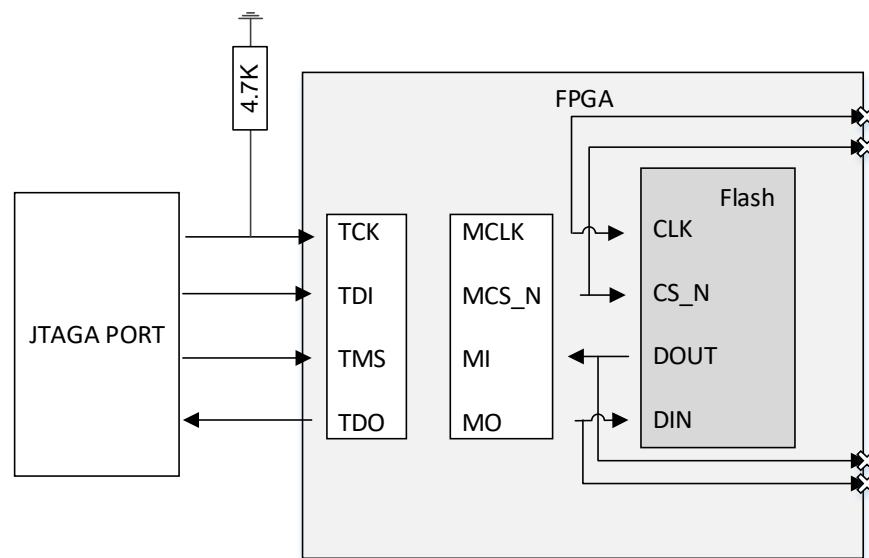 4.7K
FPGA
Flash
JTAGA PORT
TCK
TDI
TMS
TDO
MCLK
MCS_N
MI
MO
CLK
CS_N
DOUT
DIN